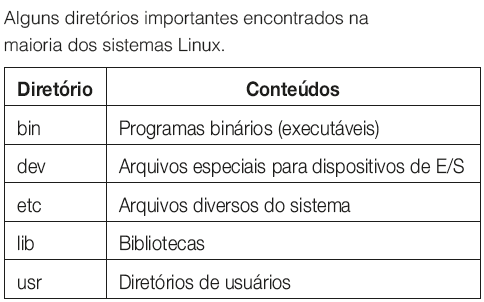 Alguns diretórios importantes encontrados na
maioria dos sistemas Linux.
Diretório Conteúdos
bin Programas binários (executáveis)
dev Arquivos especiais para dispositivos de E/S
etc Arquivos diversos do sistema
lib Bibliotecas
usr Diretórios de usuários